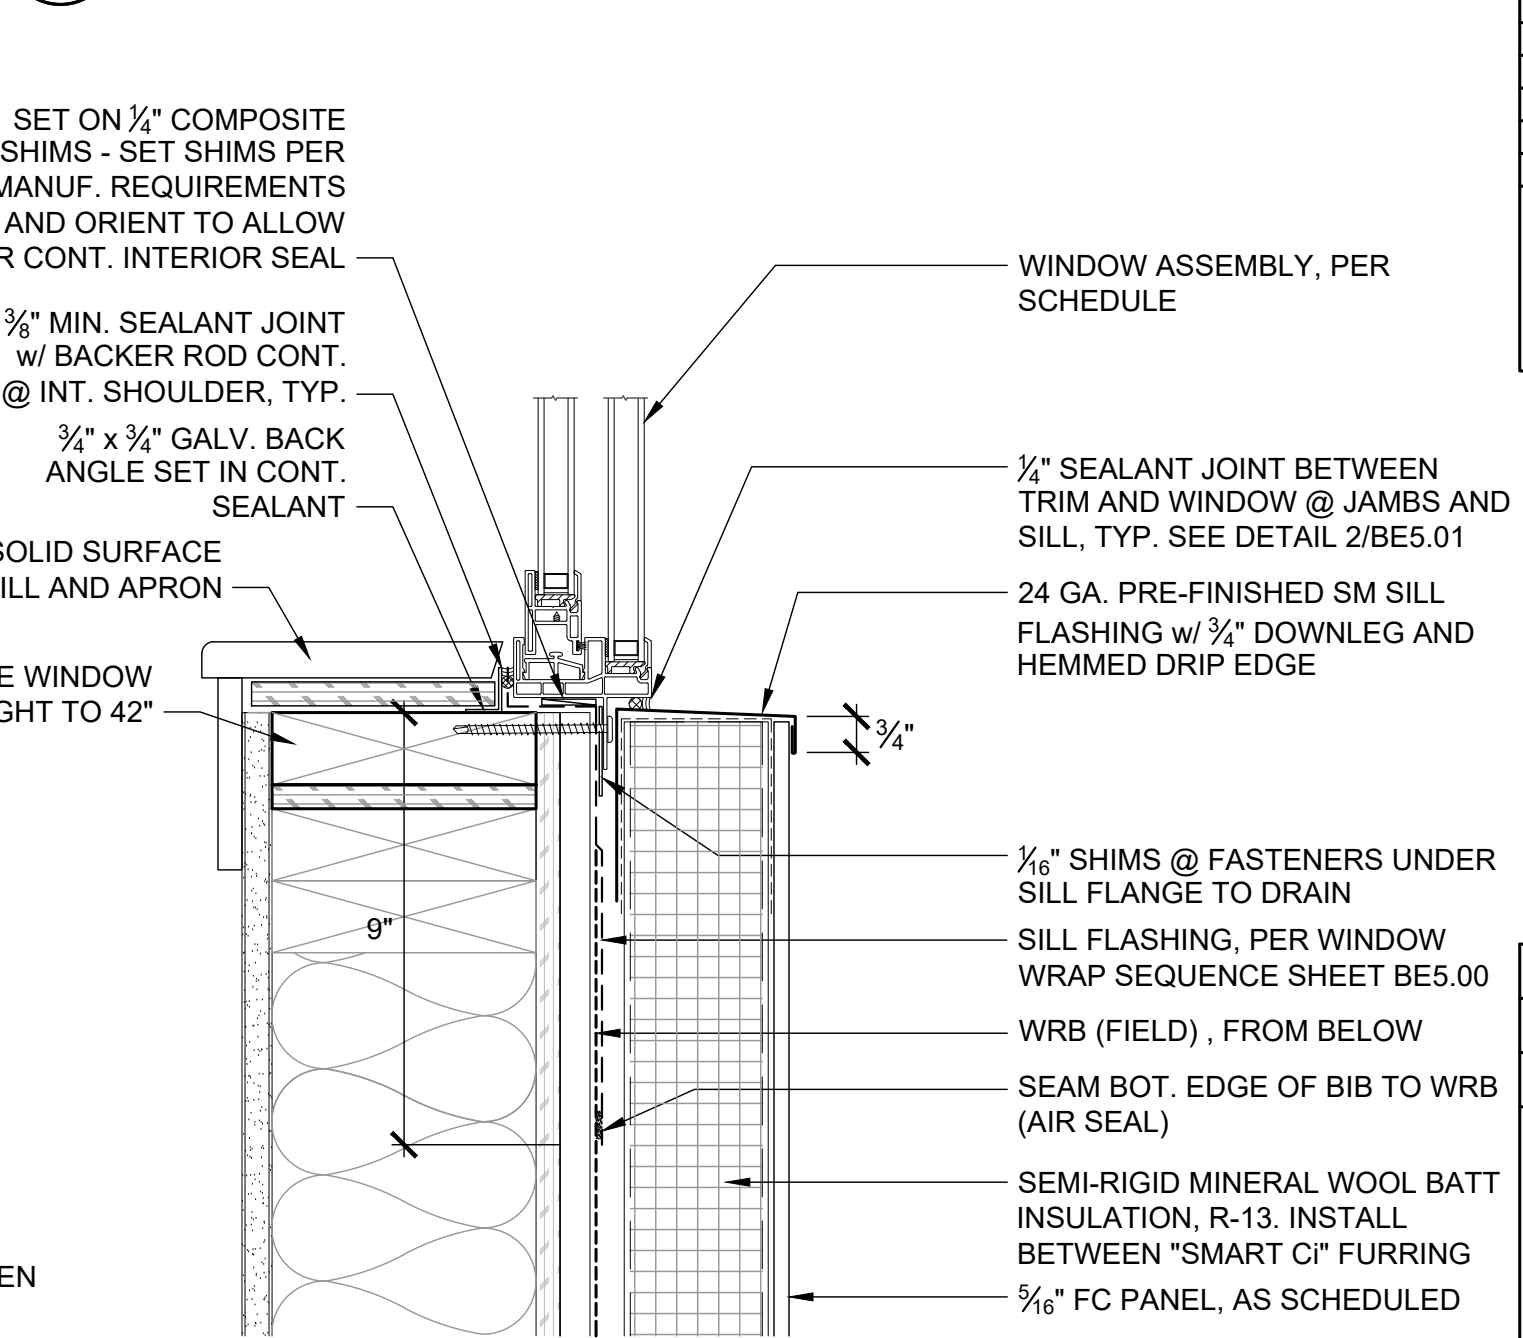 SET ON 1/4" COMPOSITE
SHIMS - SET SHIMS PER
MANUF. REQUIREMENTS
AND ORIENT TO ALLOW
R CONT. INTERIOR SEAL
3/8" MIN. SEALANT JOINT
w/ BACKER ROD CONT.
@ INT. SHOULDER, TYP.
3/4" x 3/4" GALV. BACK
ANGLE SET IN CONT.
SEALANT
SOLID SURFACE
ILL AND APRON
E WINDOW
GHT TO 42"
EN
9"
3/4"
WINDOW ASSEMBLY, PER
SCHEDULE
1/4" SEALANT JOINT BETWEEN
TRIM AND WINDOW @ JAMBS AND
SILL, TYP. SEE DETAIL 2/BE5.01
24 GA. PRE-FINISHED SM SILL
FLASHING w/ 3/4" DOWNLEG AND
HEMMED DRIP EDGE
1/16" SHIMS @ FASTENERS UNDER
SILL FLANGE TO DRAIN
SILL FLASHING, PER WINDOW
WRAP SEQUENCE SHEET BE5.00
WRB (FIELD) , FROM BELOW
SEAM BOT. EDGE OF BIB TO WRB
(AIR SEAL)
SEMI-RIGID MINERAL WOOL BATT
INSULATION, R-13. INSTALL
BETWEEN "SMART Ci" FURRING
5/16" FC PANEL, AS SCHEDULED